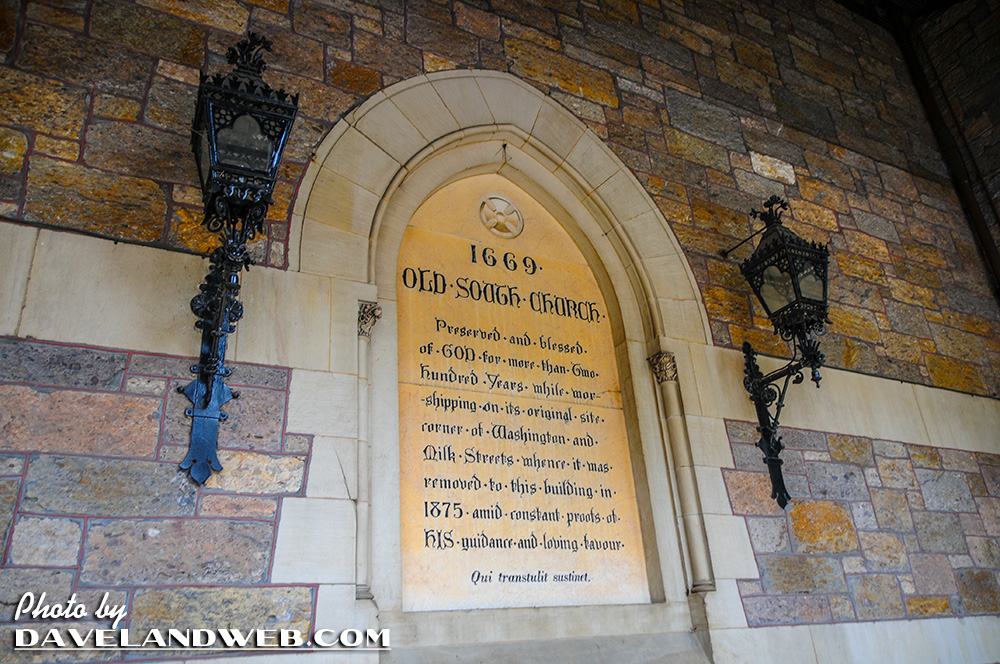 1669·
OLD·SOUTH·CHURCH·
Preserved·and·blessed
of·GOD·for·more·than·two
hundred·Years·while·wor-
shipping·on·its·original·site
corner·of·Washington·and
Milk·Streets·whence·it·was
removed·to·this·building·in
1875·amid·constant·proofs·of
HIS·guidance·and·loving·favour·
Qui transtulit sustinet.
Photo by
DAVELANDWEB.COM